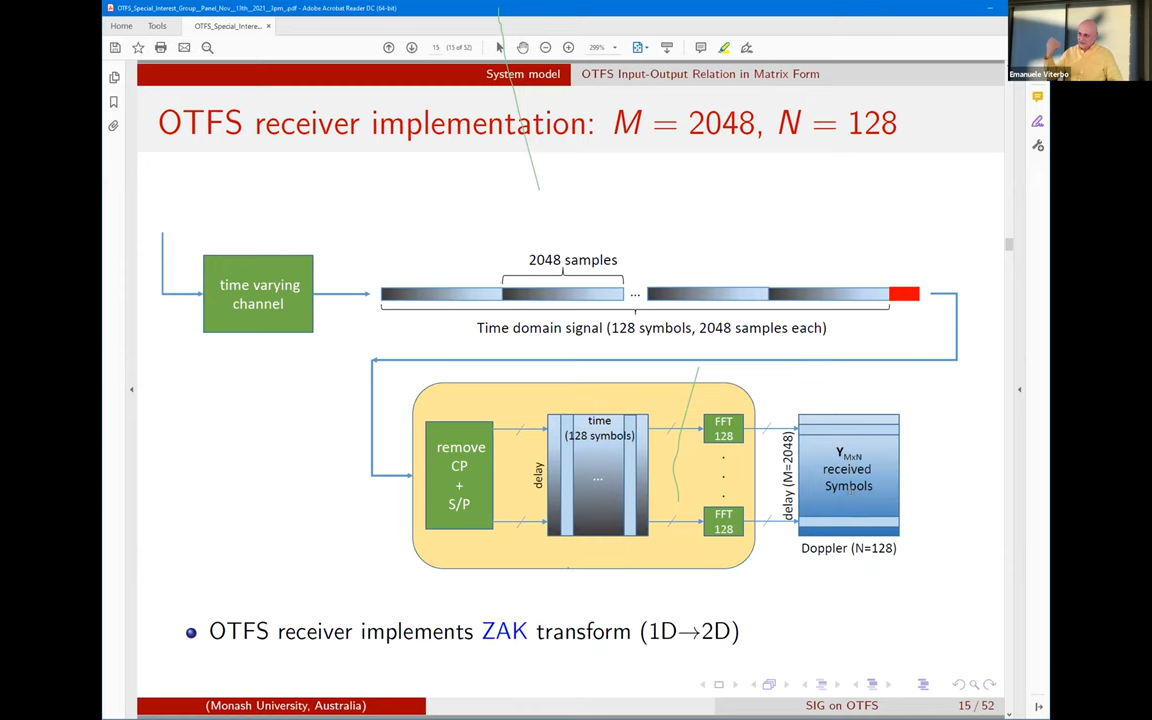 OTFS_Special_Interest_Group_Panel_Nov__13th__2021__3pm_.pdf - Adobe Acrobat Reader DC (64-bit)
Home Tools OTFS_Special_Interes... ×
15 (15 of 52) 299%
Emanuele Viterbo
System model OTFS Input-Output Relation in Matrix Form
OTFS receiver implementation: M = 2048, N = 128
2048 samples
time varying
channel
...
Time domain signal (128 symbols, 2048 samples each)
remove
CP
+
S/P
delay
time
(128 symbols)
...
FFT
128
FFT
128
delay (M=2048)
Y MxN
received
Symbols
Doppler (N=128)
OTFS receiver implements ZAK transform (1D→2D)
(Monash University, Australia) SIG on OTFS 15 / 52